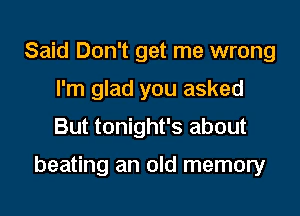 Said Don't get me wrong
I'm glad you asked
But tonight's about
beating an old memory